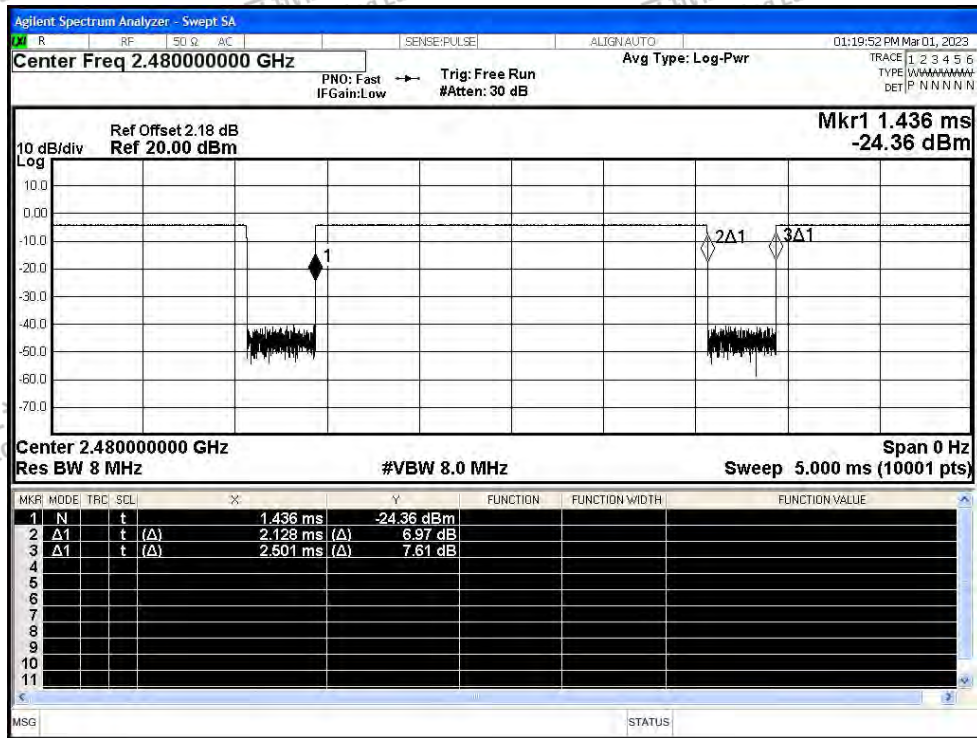 Agilent Spectrum Analyzer - Swept SA
LXI R RF 50 Ω AC SENSE:PULSE ALIGN AUTO 01:19:52 PM Mar 01, 2023
Center Freq 2.480000000 GHz
PNO: Fast
IFGain:Low
Trig: Free Run
#Atten: 30 dB
Avg Type: Log-Pwr
TRACE 1 2 3 4 5 6
TYPE W
DET P N N N N N
Ref Offset 2.18 dB
10 dB/div Ref 20.00 dBm
Log
Mkr1 1.436 ms
-24.36 dBm
10.0
0.00
-10.0
-20.0
-30.0
-40.0
-50.0
-60.0
-70.0
1
2Δ1
3Δ1
Center 2.480000000 GHz Span 0 Hz
Res BW 8 MHz #VBW 8.0 MHz Sweep 5.000 ms (10001 pts)
MKR MODE TRC SCL X Y FUNCTION FUNCTION WIDTH FUNCTION VALUE
1 N t 1.436 ms -24.36 dBm
2 Δ1 t (Δ) 2.128 ms (Δ) 6.97 dB
3 Δ1 t (Δ) 2.501 ms (Δ) 7.61 dB
4
5
6
7
8
9
10
11
MSG STATUS